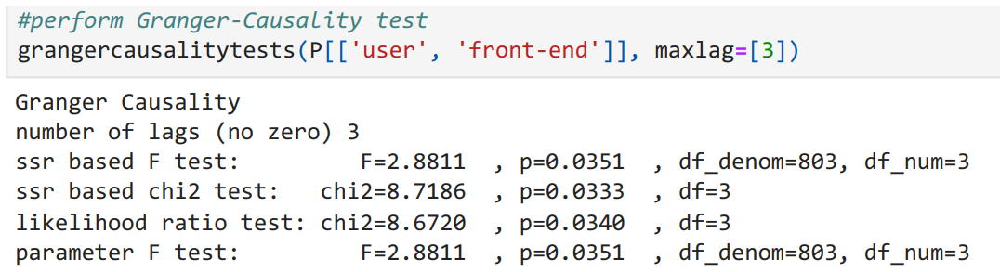 #perform Granger-Causality test
grangercausalitytests(P[['user', 'front-end']], maxlag=[3])
Granger Causality
number of lags (no zero) 3
ssr based F test:         F=2.8811  , p=0.0351  , df_denom=803, df_num=3
ssr based chi2 test:   chi2=8.7186  , p=0.0333  , df=3
likelihood ratio test: chi2=8.6720  , p=0.0340  , df=3
parameter F test:         F=2.8811  , p=0.0351  , df_denom=803, df_num=3